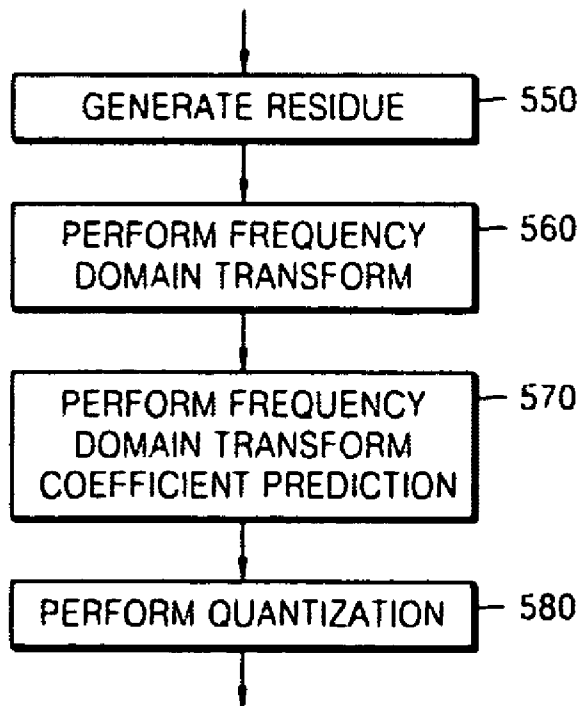 GENERATE RESIDUE
550
PERFORM FREQUENCY
DOMAIN TRANSFORM
560
PERFORM FREQUENCY
DOMAIN TRANSFORM
COEFFICIENT PREDICTION
570
PERFORM QUANTIZATION
580